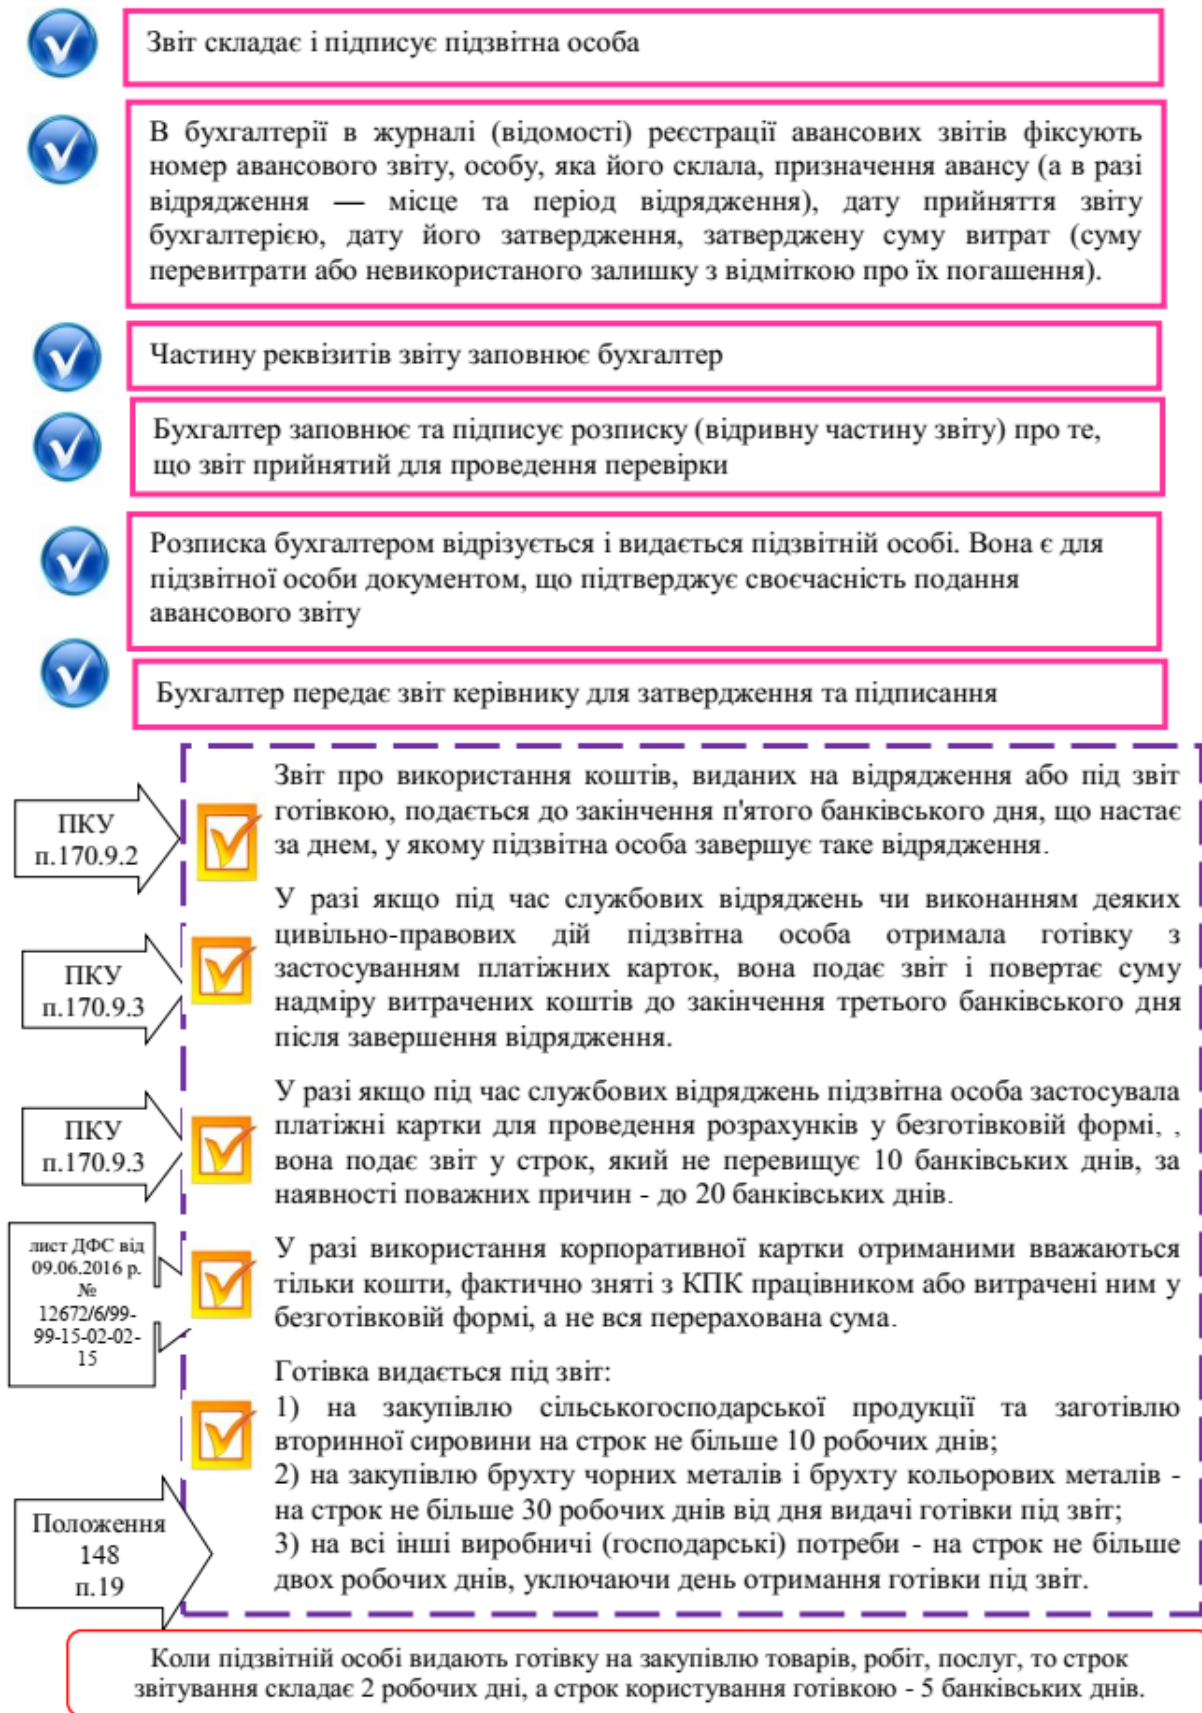 Звіт складає і підписує підзвітна особа
В бухгалтерії в журналі (відомості) реєстрації авансових звітів фіксують
номер авансового звіту, особу, яка його склала, призначення авансу (а в разі
відрядження — місце та період відрядження), дату прийняття звіту
бухгалтерією, дату його затвердження, затверджену суму витрат (суму
перевитрати або невикористаного залишку з відміткою про їх погашення).
Частину реквізитів звіту заповнює бухгалтер
Бухгалтер заповнює та підписує розписку (відривну частину звіту) про те,
що звіт прийнятий для проведення перевірки
Розписка бухгалтером відрізується і видається підзвітній особі. Вона є для
підзвітної особи документом, що підтверджує своєчасність подання
авансового звіту
Бухгалтер передає звіт керівнику для затвердження та підписання
ПКУ
п.170.9.2
Звіт про використання коштів, виданих на відрядження або під звіт
готівкою, подається до закінчення п'ятого банківського дня, що настає
за днем, у якому підзвітна особа завершує таке відрядження.
ПКУ
п.170.9.3
У разі якщо під час службових відряджень чи виконанням деяких
цивільно-правових дій підзвітна особа отримала готівку з
застосуванням платіжних карток, вона подає звіт і повертає суму
надміру витрачених коштів до закінчення третього банківського дня
після завершення відрядження.
ПКУ
п.170.9.3
У разі якщо під час службових відряджень підзвітна особа застосувала
платіжні картки для проведення розрахунків у безготівковій формі, ,
вона подає звіт у строк, який не перевищує 10 банківських днів, за
наявності поважних причин - до 20 банківських днів.
лист ДФС від
09.06.2016 р.
№
12672/6/99-
99-15-02-02-
15
У разі використання корпоративної картки отриманими вважаються
тільки кошти, фактично зняті з КПК працівником або витрачені ним у
безготівковій формі, а не вся перерахована сума.
Положення
148
п.19
Готівка видається під звіт:
1) на закупівлю сільськогосподарської продукції та заготівлю
вторинної сировини на строк не більше 10 робочих днів;
2) на закупівлю брухту чорних металів і брухту кольорових металів -
на строк не більше 30 робочих днів від дня видачі готівки під звіт;
3) на всі інші виробничі (господарські) потреби - на строк не більше
двох робочих днів, уключаючи день отримання готівки під звіт.
Коли підзвітній особі видають готівку на закупівлю товарів, робіт, послуг, то строк
звітування складає 2 робочих дні, а строк користування готівкою - 5 банківських днів.